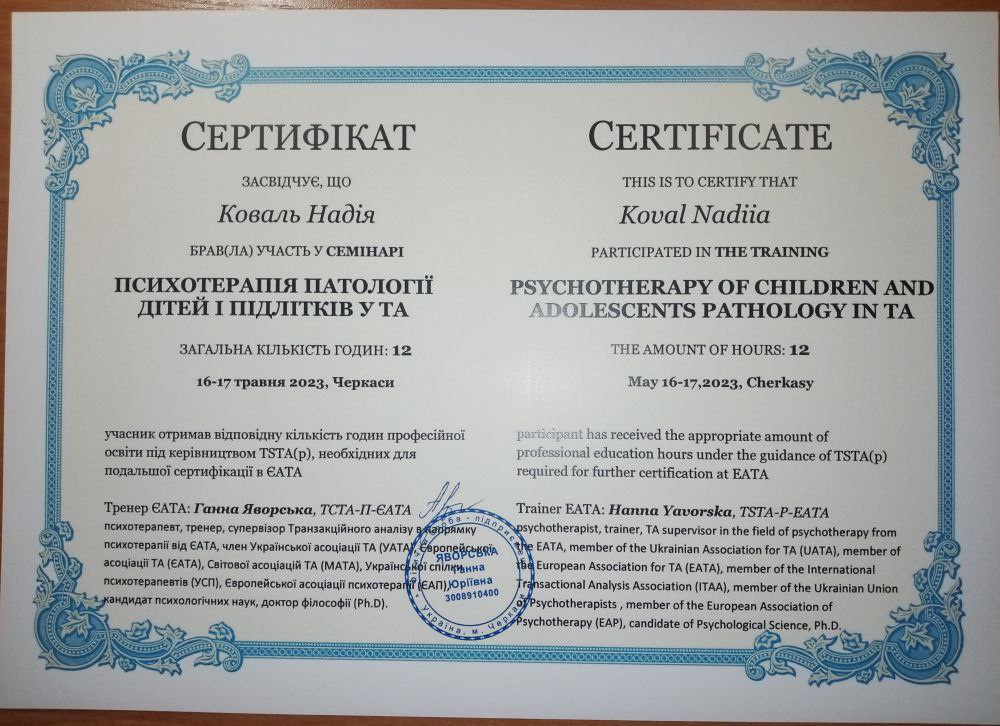 СЕРТИФІКАТ
ЗАСВІДЧУЄ, ЩО
Коваль Надія
БРАВ(ЛА) УЧАСТЬ У СЕМІНАРІ
ПСИХОТЕРАПІЯ ПАТОЛОГІЇ
ДІТЕЙ І ПІДЛІТКІВ У ТА
ЗАГАЛЬНА КІЛЬКІСТЬ ГОДИН: 12
16-17 травня 2023, Черкаси
учасник отримав відповідну кількість годин професійної
освіти під керівництвом TSTA(p), необхідних для
подальшої сертифікації в ЄАТА
Тренер ЄАТА: Ганна Яворська, ТСТА-П-ЄАТА
психотерапевт, тренер, супервізор Транзакційного аналізу в напрямку
психотерапії від ЄАТА, член Української асоціації ТА (УАТА), Європейської
асоціації ТА (ЄАТА), Світової асоціацій ТА (МАТА), Української спілки
психотерапевтів (УСП), Європейської асоціації психотерапії (ЄАП),
кандидат психологічних наук, доктор філософії (Ph.D).
CERTIFICATE
THIS IS TO CERTIFY THAT
Koval Nadiia
PARTICIPATED IN THE TRAINING
PSYCHOTHERAPY OF CHILDREN AND
ADOLESCENTS PATHOLOGY IN TA
THE AMOUNT OF HOURS: 12
May 16-17,2023, Cherkasy
participant has received the appropriate amount of
professional education hours under the guidance of TSTA(p)
required for further certification at EATA
Trainer EATA: Hanna Yavorska, TSTA-P-EATA
psychotherapist, trainer, TA supervisor in the field of psychotherapy from
the EATA, member of the Ukrainian Association for TA (UATA), member of
the European Association for TA (EATA), member of the International
Transactional Analysis Association (ITAA), member of the Ukrainian Union
of Psychotherapists , member of the European Association of
Psychotherapy (EAP), candidate of Psychological Science, Ph.D.
ЯВОРСЬКА
Ганна
Юріївна
3008910400
Україна, м. Черкаси